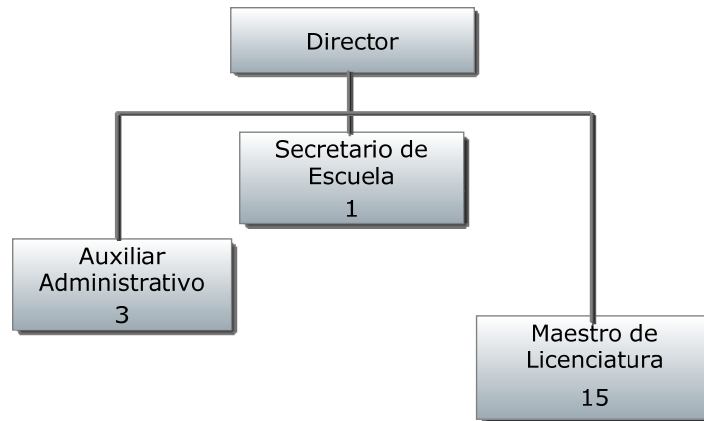 Director
Secretario de
Escuela
1
Auxiliar
Administrativo
3
Maestro de
Licenciatura
15